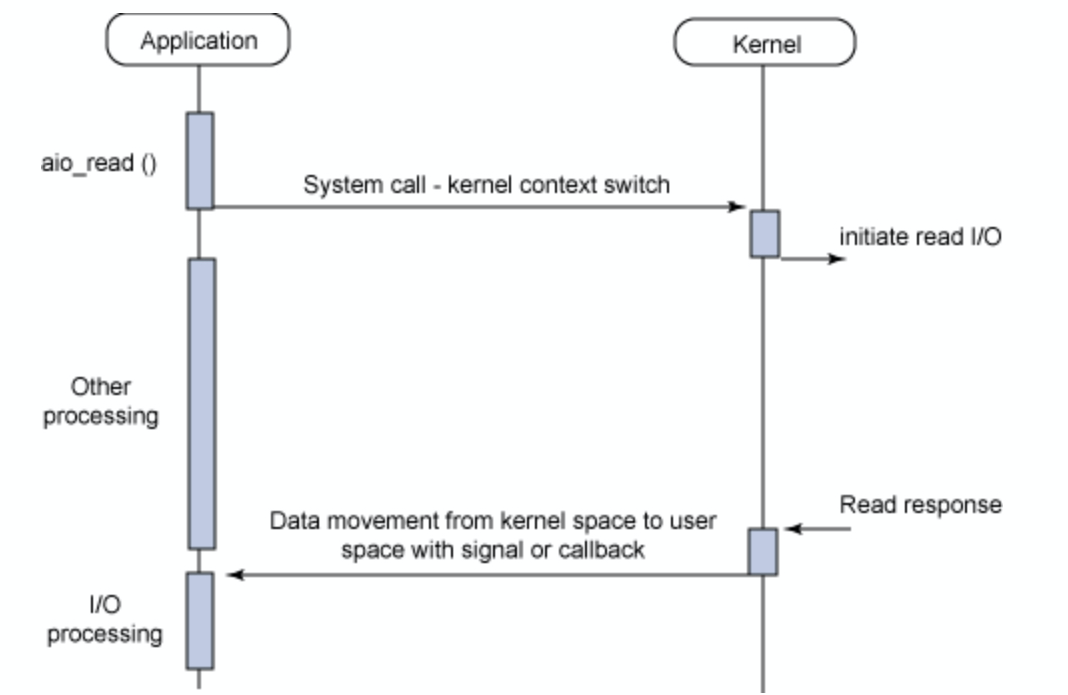 Application
Kernel
aio_read ()
System call - kernel context switch
initiate read I/O
Other
processing
Read response
Data movement from kernel space to user
space with signal or callback
I/O
processing